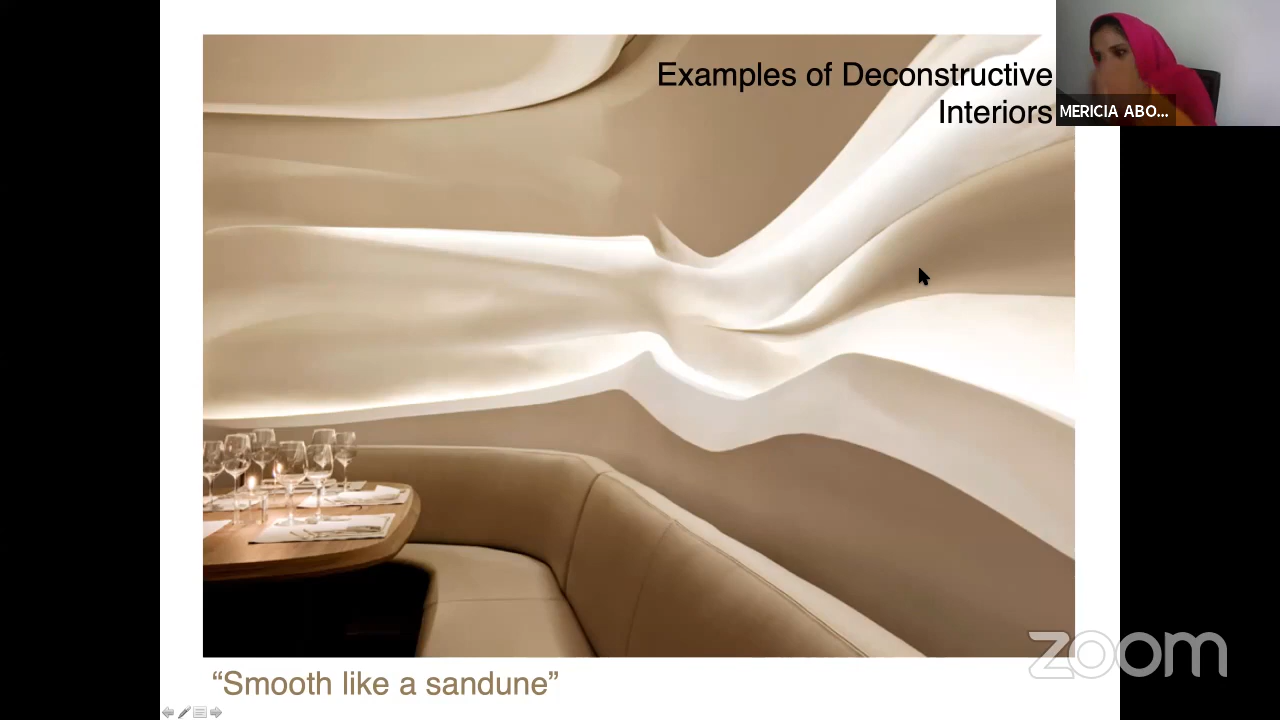 Examples of Deconstructive
Interiors
MERICIA ABO...
zoom
“Smooth like a sandune”